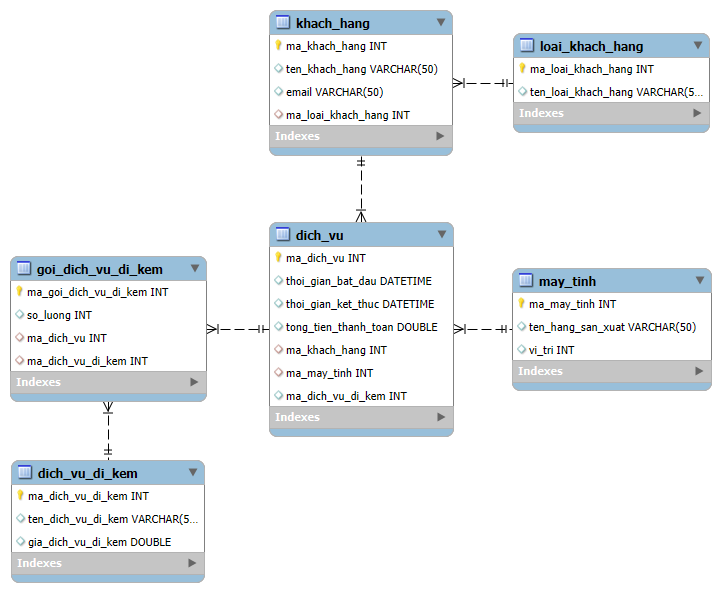 khach_hang
ma_khach_hang INT
ten_khach_hang VARCHAR(50)
email VARCHAR(50)
ma_loai_khach_hang INT
Indexes
loai_khach_hang
ma_loai_khach_hang INT
ten_loai_khach_hang VARCHAR(5...
Indexes
dich_vu
ma_dich_vu INT
thoi_gian_bat_dau DATETIME
thoi_gian_ket_thuc DATETIME
tong_tien_thanh_toan DOUBLE
ma_khach_hang INT
ma_may_tinh INT
ma_dich_vu_di_kem INT
Indexes
goi_dich_vu_di_kem
ma_goi_dich_vu_di_kem INT
so_luong INT
ma_dich_vu INT
ma_dich_vu_di_kem INT
Indexes
may_tinh
ma_may_tinh INT
ten_hang_san_xuat VARCHAR(50)
vi_tri INT
Indexes
dich_vu_di_kem
ma_dich_vu_di_kem INT
ten_dich_vu_di_kem VARCHAR(5...
gia_dich_vu_di_kem DOUBLE
Indexes